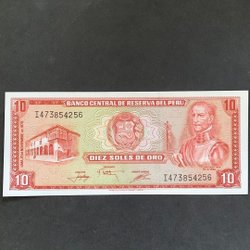 10 BANCO CENTRAL DE RESERVA DEL PERU 10
I473854256
DIEZ SOLES DE ORO
I473854256
10 10